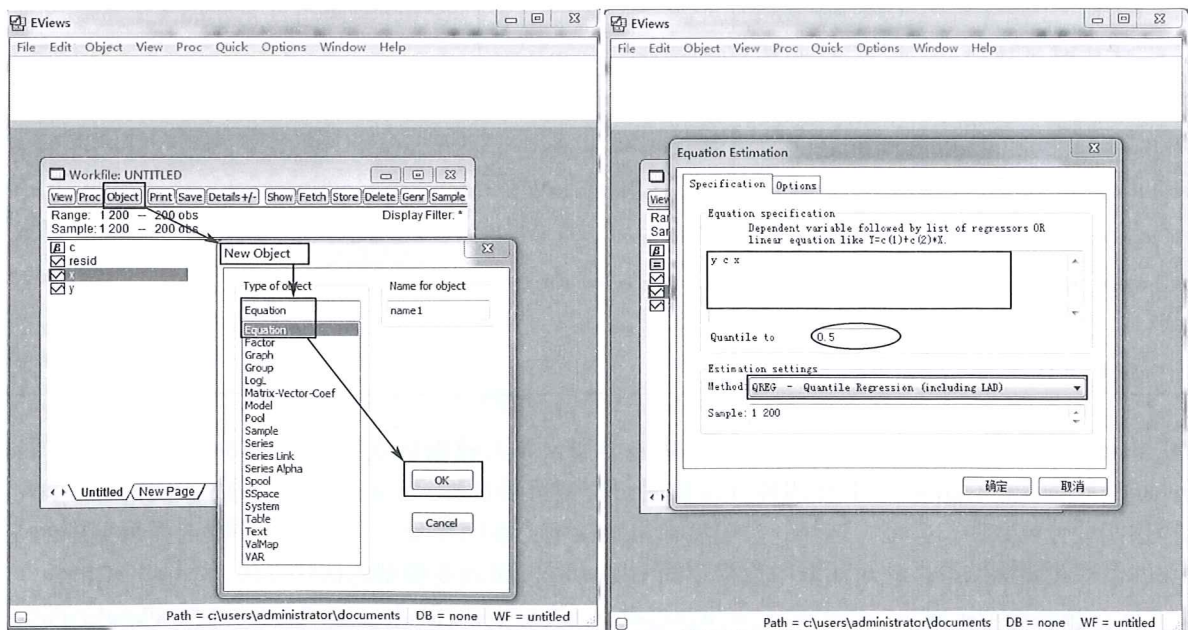 EViews
File Edit Object View Proc Quick Options Window Help
Workfile: UNTITLED
View Proc Object Print Save Details+/- Show Fetch Store Delete Genr Sample
Range: 1 200 -- 200 obs Display Filter: *
Sample: 1 200 -- 200 obs
c
resid
x
y
Untitled New Page
New Object
Type of object
Name for object
Equation
name1
Equation
Factor
Graph
Group
LogL
Matrix-Vector-Coef
Model
Pool
Sample
Series
Series Link
Series Alpha
Spool
SSpace
System
Table
Text
ValMap
VAR
OK
Cancel
Path = c:\users\administrator\documents DB = none WF = untitled
EViews
File Edit Object View Proc Quick Options Window Help
View
Ran
Sar
Equation Estimation
Specification Options
Equation specification
Dependent variable followed by list of regressors OR
linear equation like Y=c(1)+c(2)*X.
y c x
Quantile to 0.5
Estimation settings
Method: QREG - Quantile Regression (including LAD)
Sample: 1 200
确定 取消
Path = c:\users\administrator\documents DB = none WF = untitled